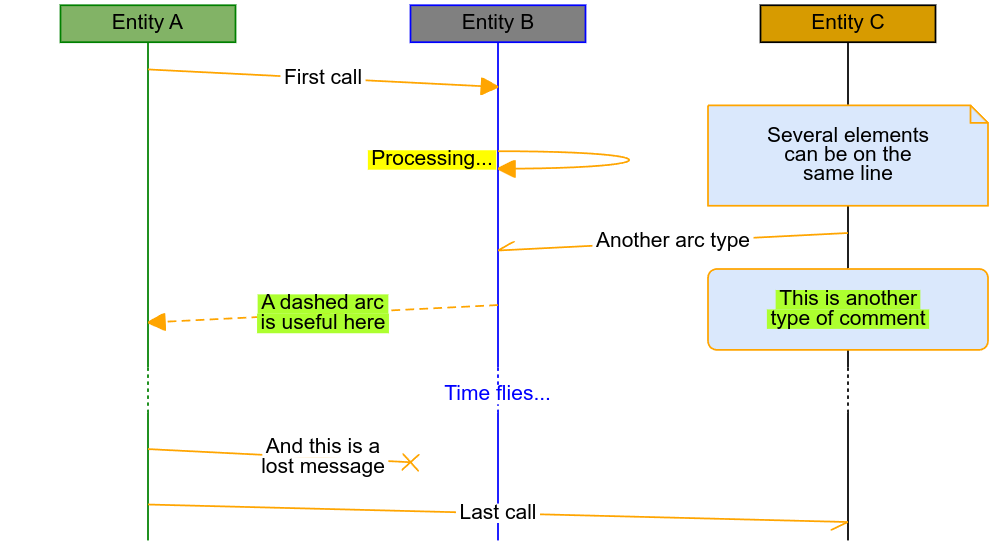 Entity A
Entity B
Entity C
First call
Several elements
can be on the
same line
Processing...
Another arc type
A dashed arc
is useful here
This is another
type of comment
Time flies...
And this is a
lost message
Last call